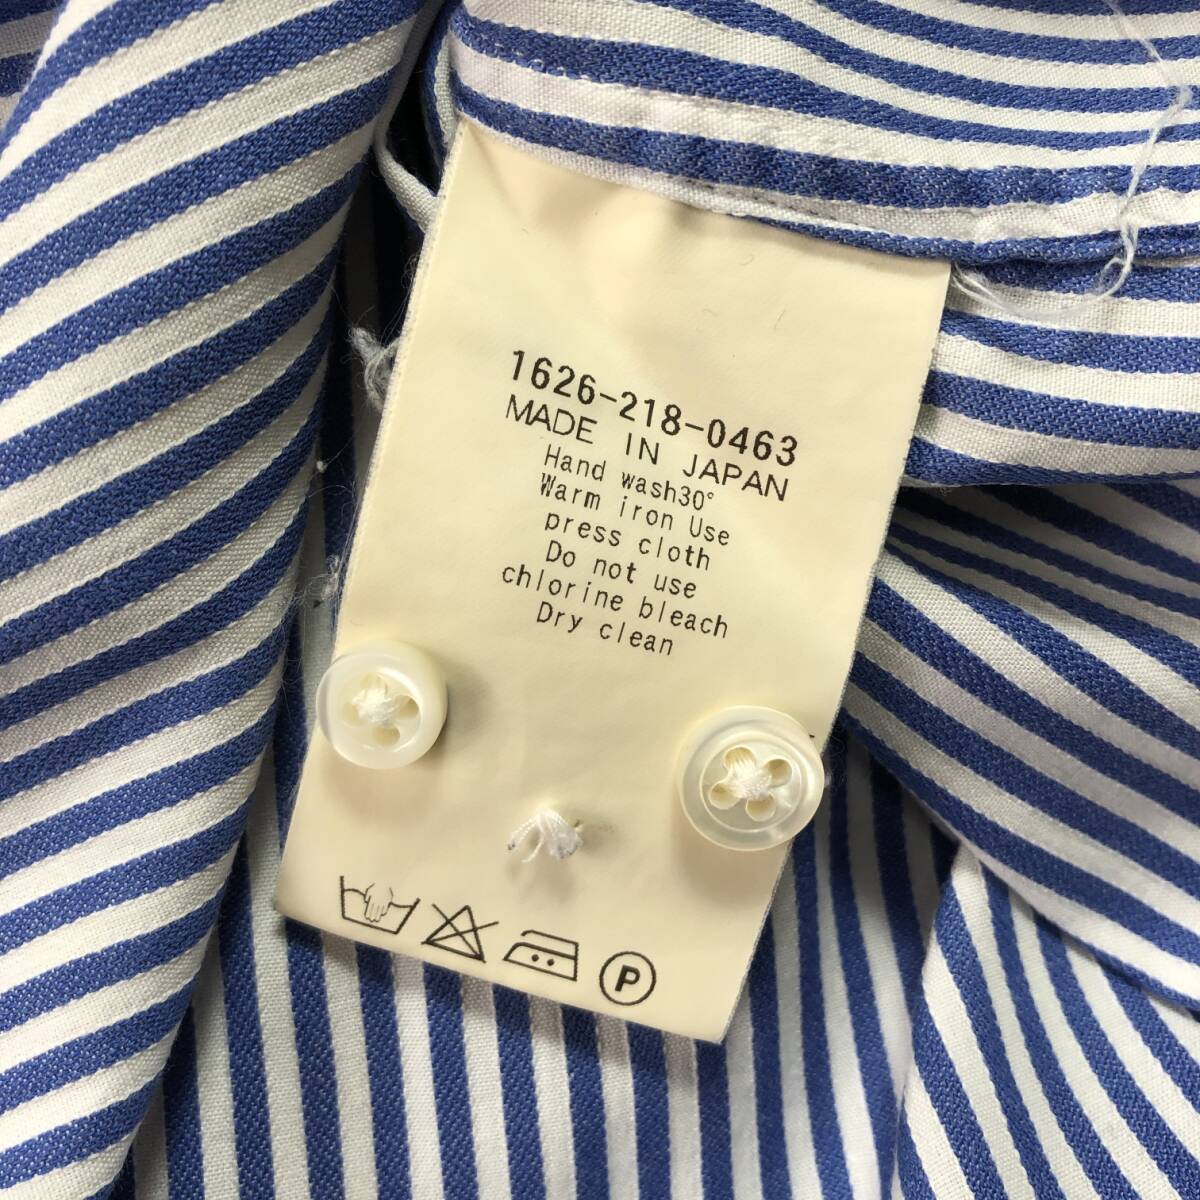 1626-218-0463
MADE IN JAPAN
Hand wash30°
Warm iron Use
press cloth
Do not use
chlorine bleach
Dry clean
P